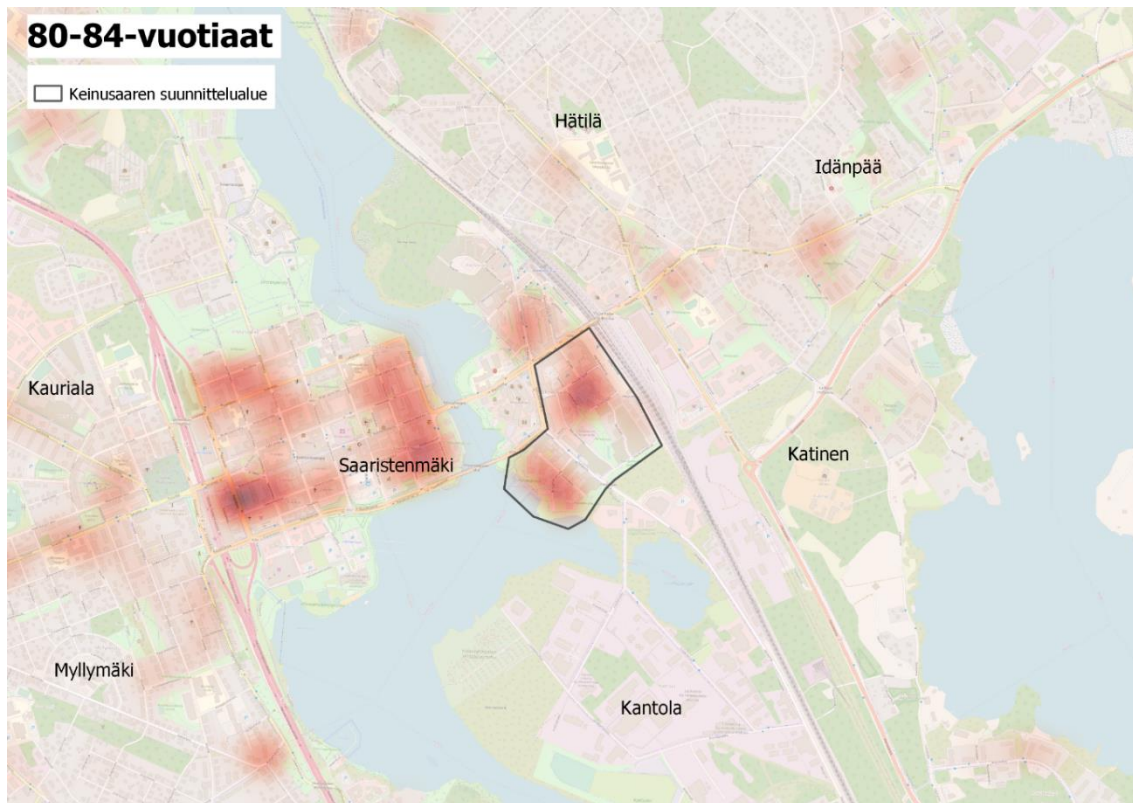 80-84-vuotiaat
Keinusaaren suunnittelualue
Hätilä
Idänpää
Kauriala
Saaristenmäki
Katinen
Myllymäki
Kantola